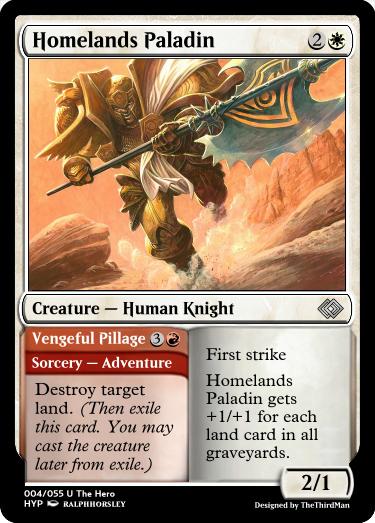 Homelands Paladin 2
Creature — Human Knight
Vengeful Pillage 3
Sorcery — Adventure
Destroy target
land. (Then exile
this card. You may
cast the creature
later from exile.)
First strike
Homelands
Paladin gets
+1/+1 for each
land card in all
graveyards.
2/1
004/055 U The Hero
HYP RALPHHORSLEY
Designed by TheThirdMan